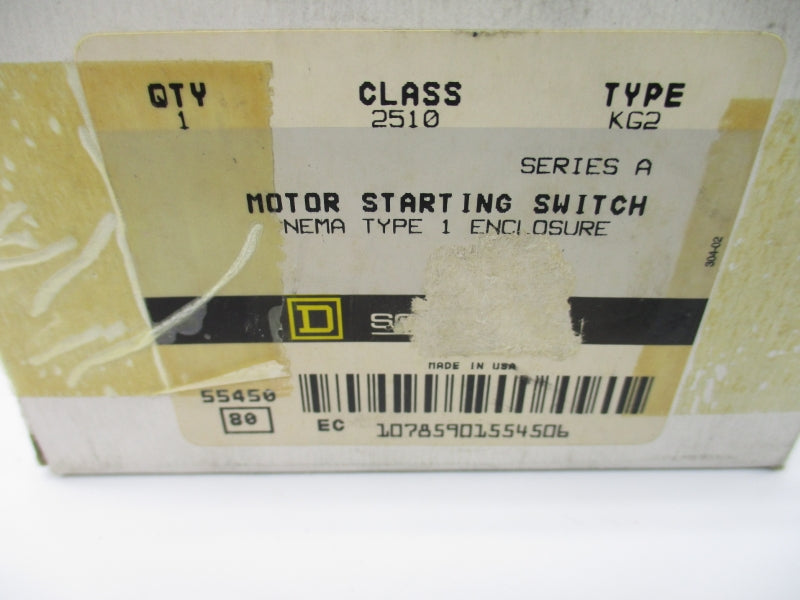 QTY CLASS TYPE
1 2510 KG2
SERIES A
MOTOR STARTING SWITCH
NEMA TYPE 1 ENCLOSURE
304-02
D
MADE IN USA
55450
80
EC 10785901554506